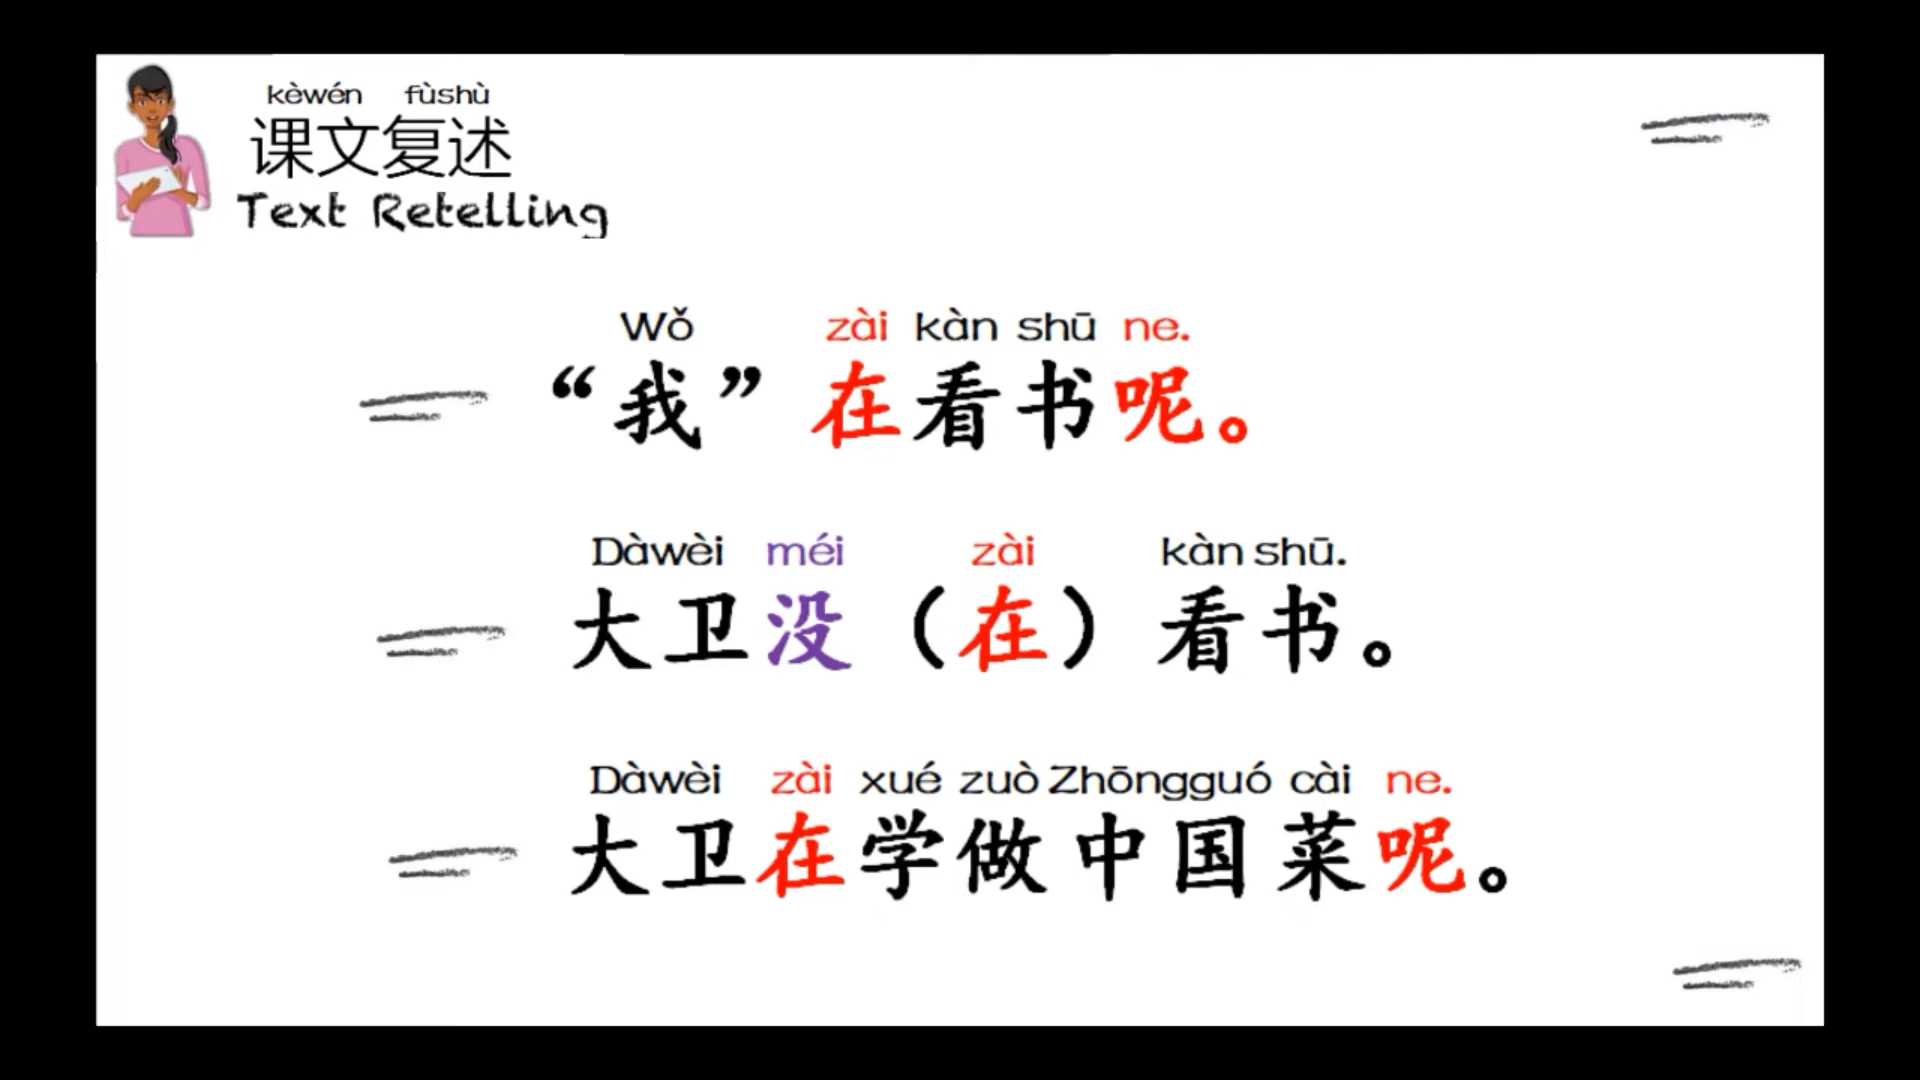 kèwén fùshù
课文复述
Text Retelling
Wǒ zài kàn shū ne.
“我”在看书呢。
Dàwèi méi zài kàn shū.
大卫没（在）看书。
Dàwèi zài xué zuò Zhōngguó cài ne.
大卫在学做中国菜呢。